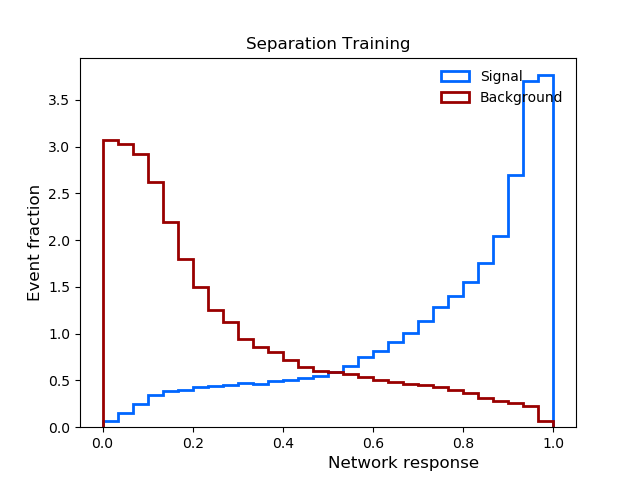 Separation Training
Signal
Background
Event fraction
3.5
3.0
2.5
2.0
1.5
1.0
0.5
0.0
0.0 0.2 0.4 0.6 0.8 1.0
Network response